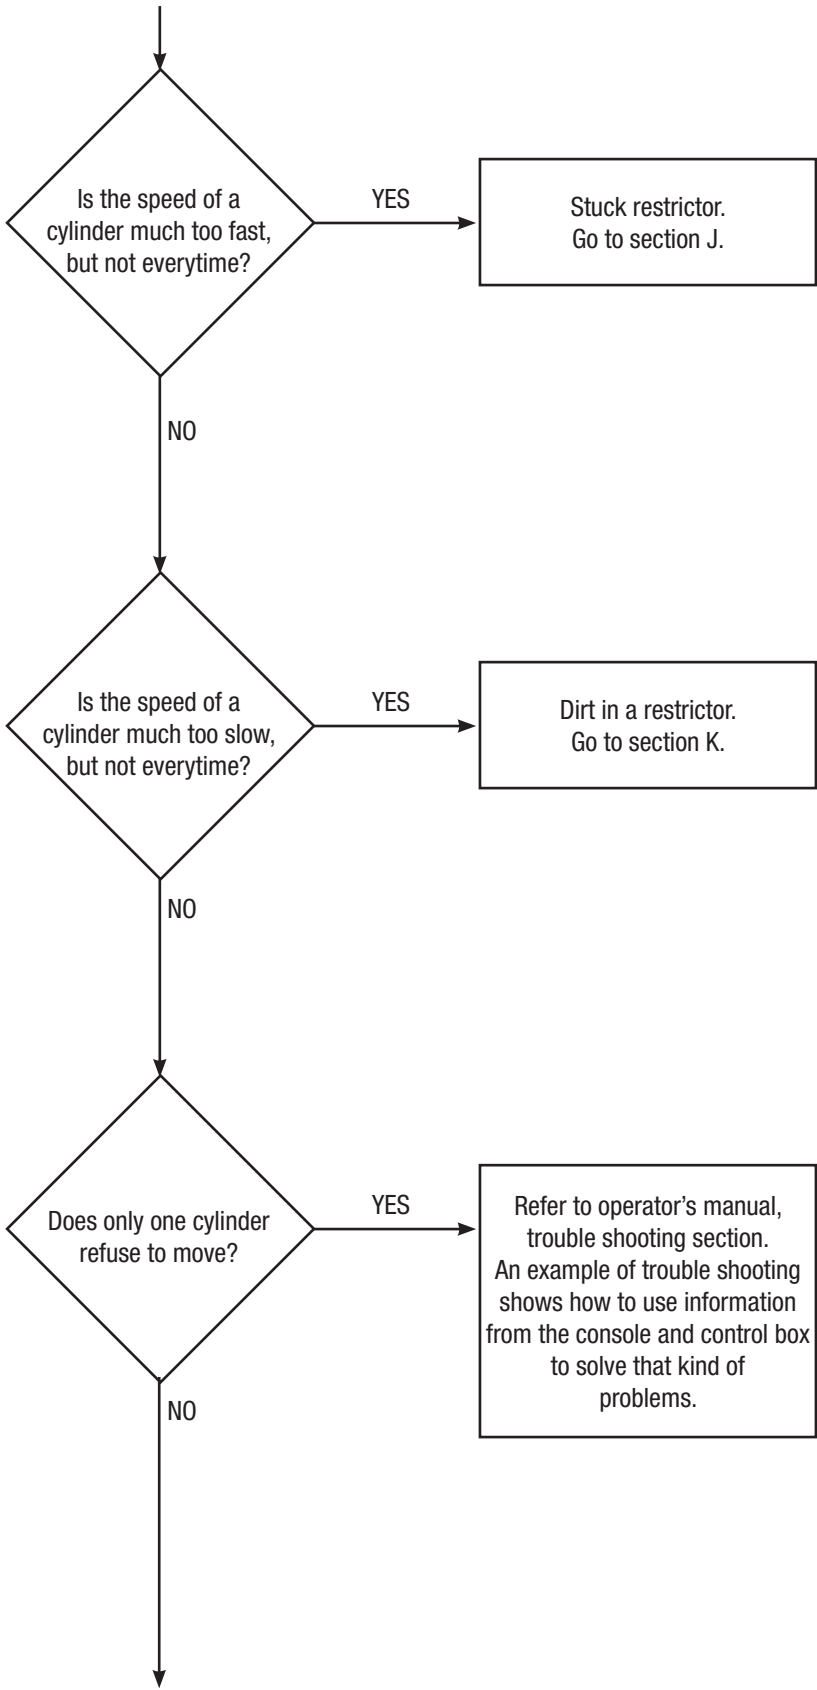 Is the speed of a
cylinder much too fast,
but not everytime?
YES
Stuck restrictor.
Go to section J.
NO
Is the speed of a
cylinder much too slow,
but not everytime?
YES
Dirt in a restrictor.
Go to section K.
NO
Does only one cylinder
refuse to move?
YES
Refer to operator’s manual,
trouble shooting section.
An example of trouble shooting
shows how to use information
from the console and control box
to solve that kind of
problems.
NO